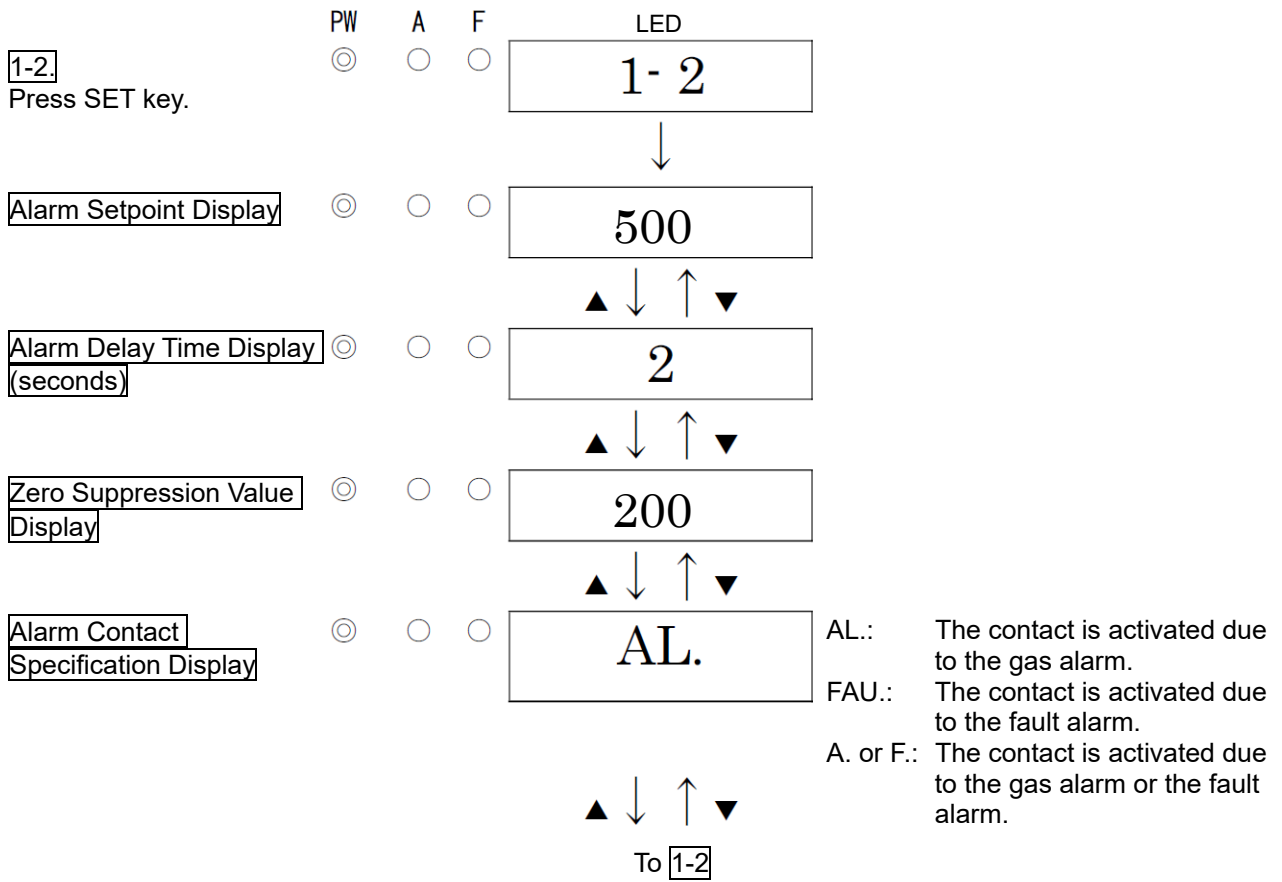 PW A F LED
1-2. ◎ ○ ○ 1- 2
Press SET key.
↓
Alarm Setpoint Display ◎ ○ ○ 500
▲ ↓ ↑ ▼
Alarm Delay Time Display ◎ ○ ○ 2
(seconds)
▲ ↓ ↑ ▼
Zero Suppression Value ◎ ○ ○ 200
Display
▲ ↓ ↑ ▼
Alarm Contact ◎ ○ ○ AL.
Specification Display
AL.: The contact is activated due
to the gas alarm.
FAU.: The contact is activated due
to the fault alarm.
A. or F.: The contact is activated due
to the gas alarm or the fault
alarm.
▲ ↓ ↑ ▼
To 1-2